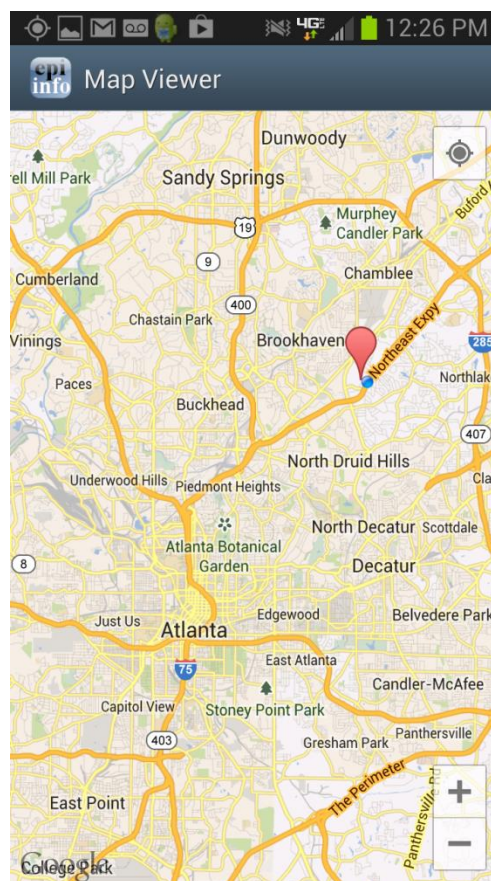 4G 12:26 PM
epi
info
Map Viewer
Dunwoody
rell Mill Park
Sandy Springs
Buford
Murphey
Candler Park
19
9
Cumberland
Chamblee
400
Chastain Park
Vinings
Brookhaven
Northeast Expy
285
Paces
Northlak
Buckhead
407
North Druid Hills
Underwood Hills
Piedmont Heights
Cla
North Decatur
Scottdale
Atlanta Botanical
Garden
Decatur
8
Just Us
Edgewood
Belvedere Park
Atlanta
East Atlanta
75
Candler-McAfee
Capitol View
Stoney Point Park
403
Gresham Park
Panthersville
The Perimeter
East Point
Panthersville Rd
Google
College Park